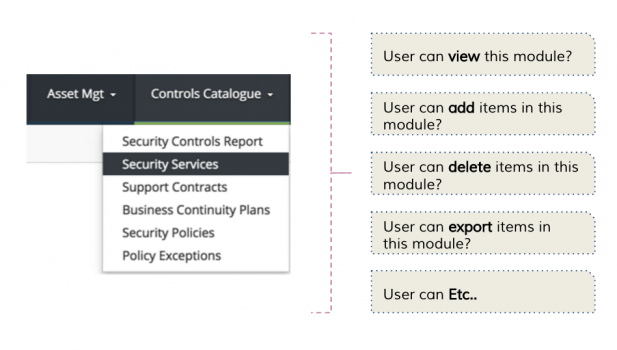 Asset Mgt
Controls Catalogue
Security Controls Report
Security Services
Support Contracts
Business Continuity Plans
Security Policies
Policy Exceptions
User can view this module?
User can add items in this
module?
User can delete items in this
module?
User can export items in
this module?
User can Etc..